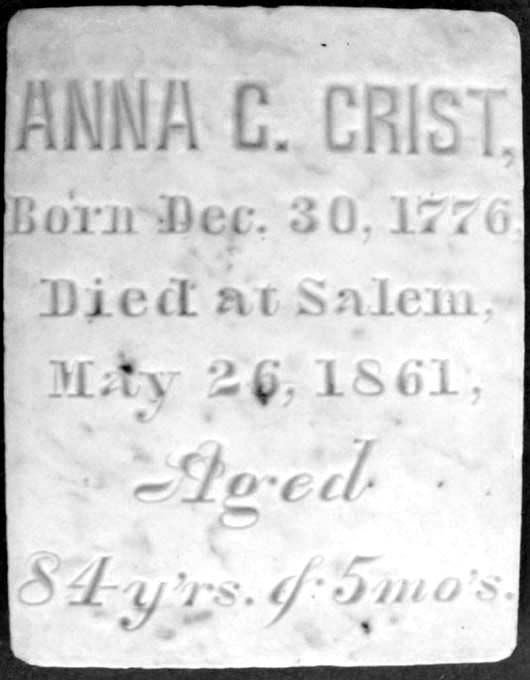 ANNA C. CRIST,
Born Dec. 30, 1776,
Died at Salem,
May 26, 1861,
Aged
84 y'rs. & 5 mo's.